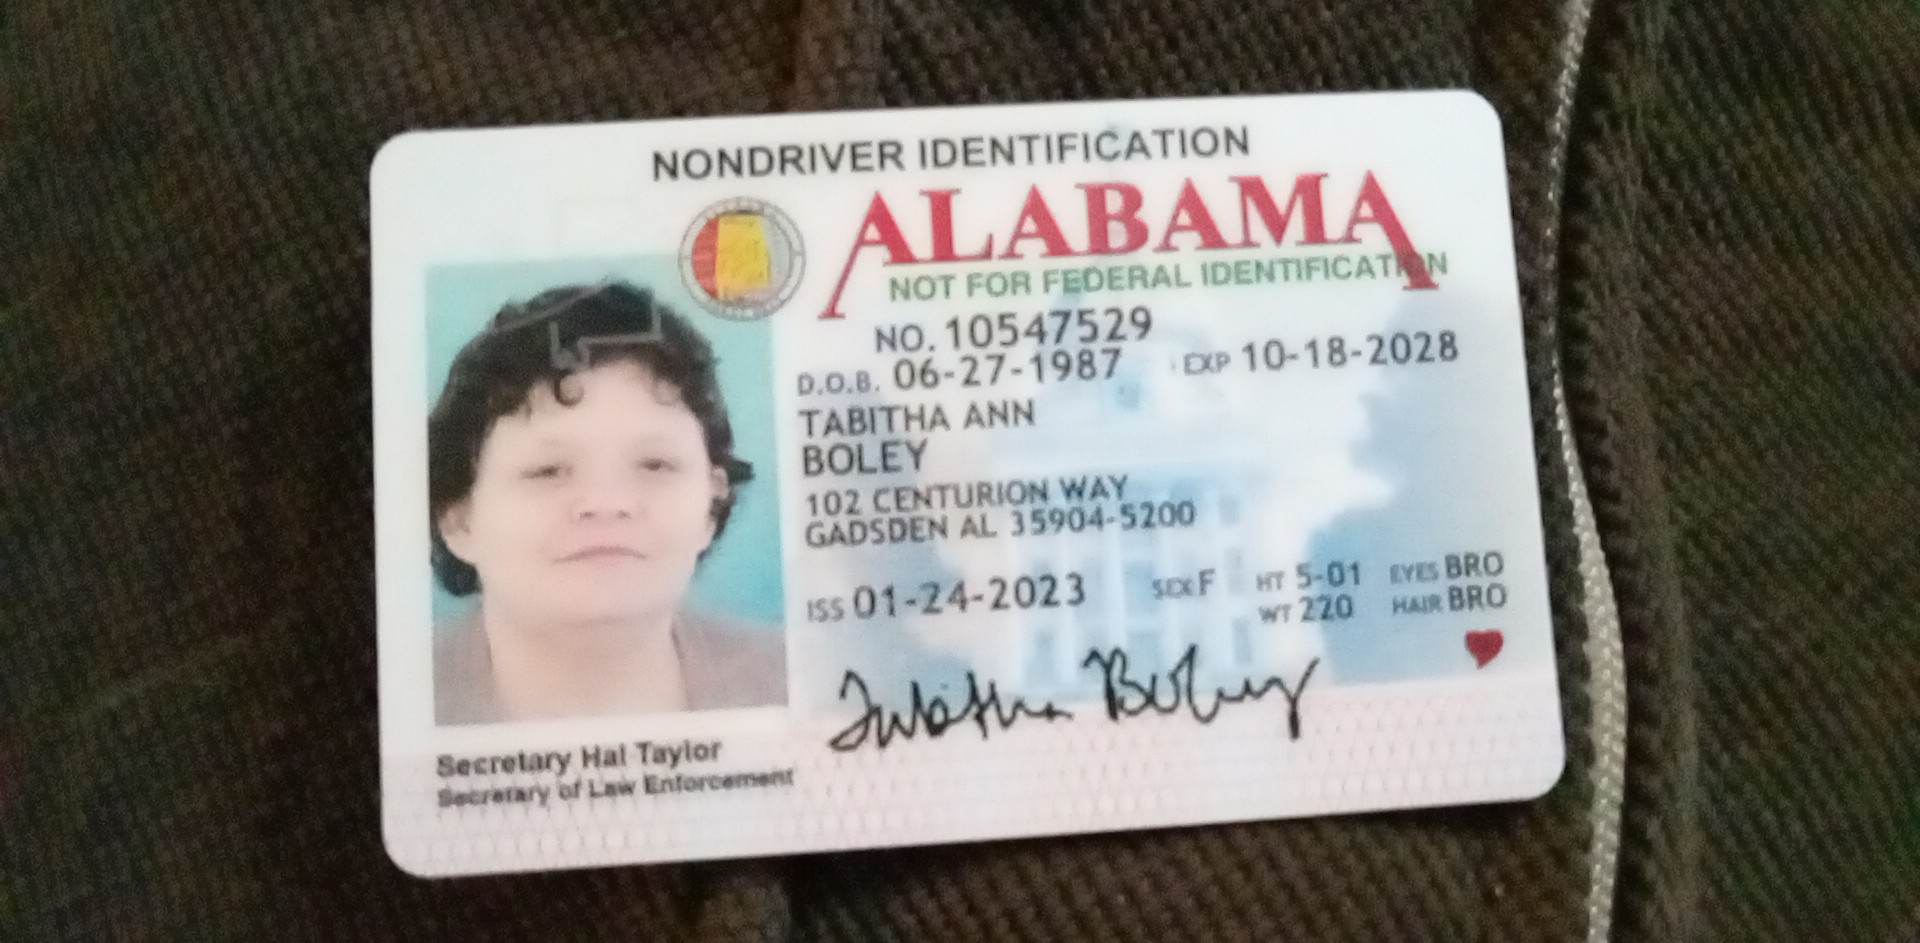 NONDRIVER IDENTIFICATION
ALABAMA
NOT FOR FEDERAL IDENTIFICATION
NO. 10547529
D.O.B. 06-27-1987 EXP 10-18-2028
TABITHA ANN
BOLEY
102 CENTURION WAY
GADSDEN AL 35904-5200
ISS 01-24-2023 SEX F HT 5-01 EYES BRO
WT 220 HAIR BRO
Tabitha Boley
Secretary Hal Taylor
Secretary of Law Enforcement